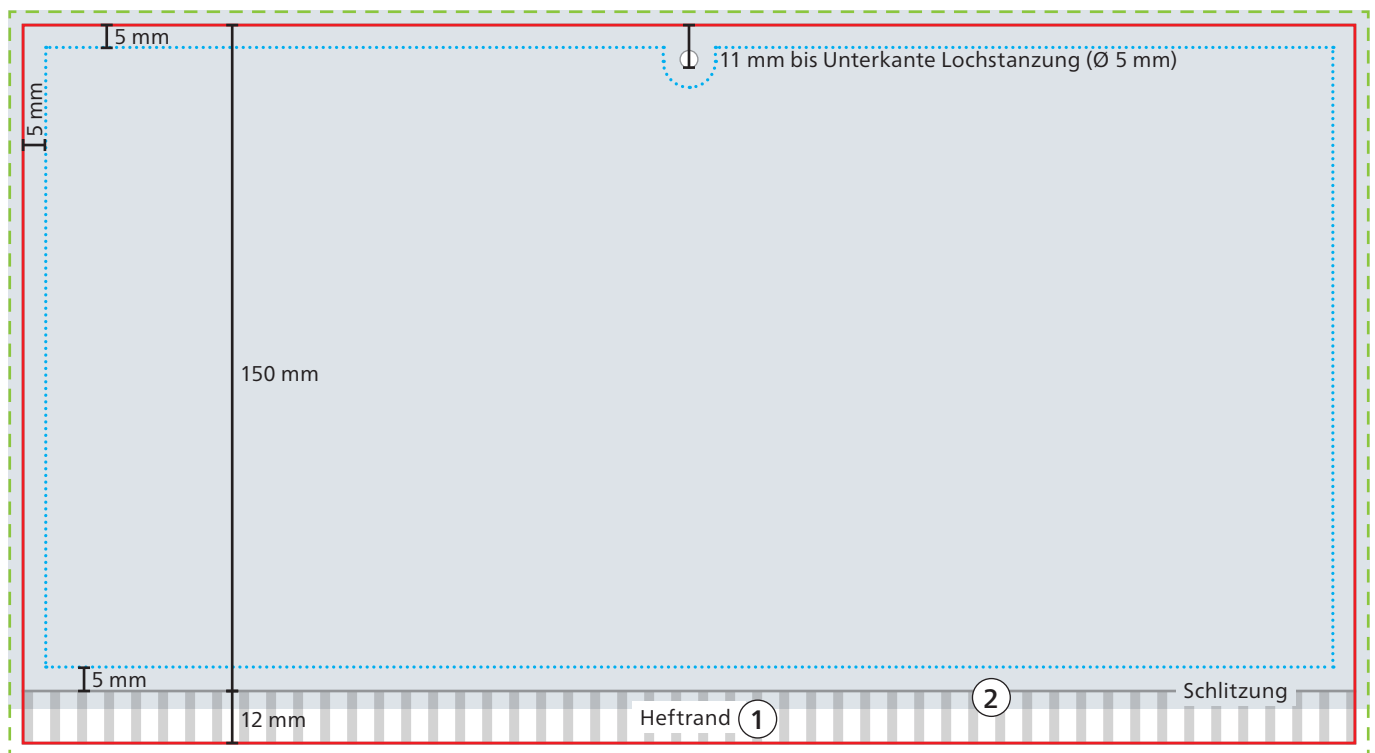 5 mm
11 mm bis Unterkante Lochstanzung (Ø 5 mm)
5 mm
150 mm
5 mm
2
Schlitzung
12 mm
Heftrand 1